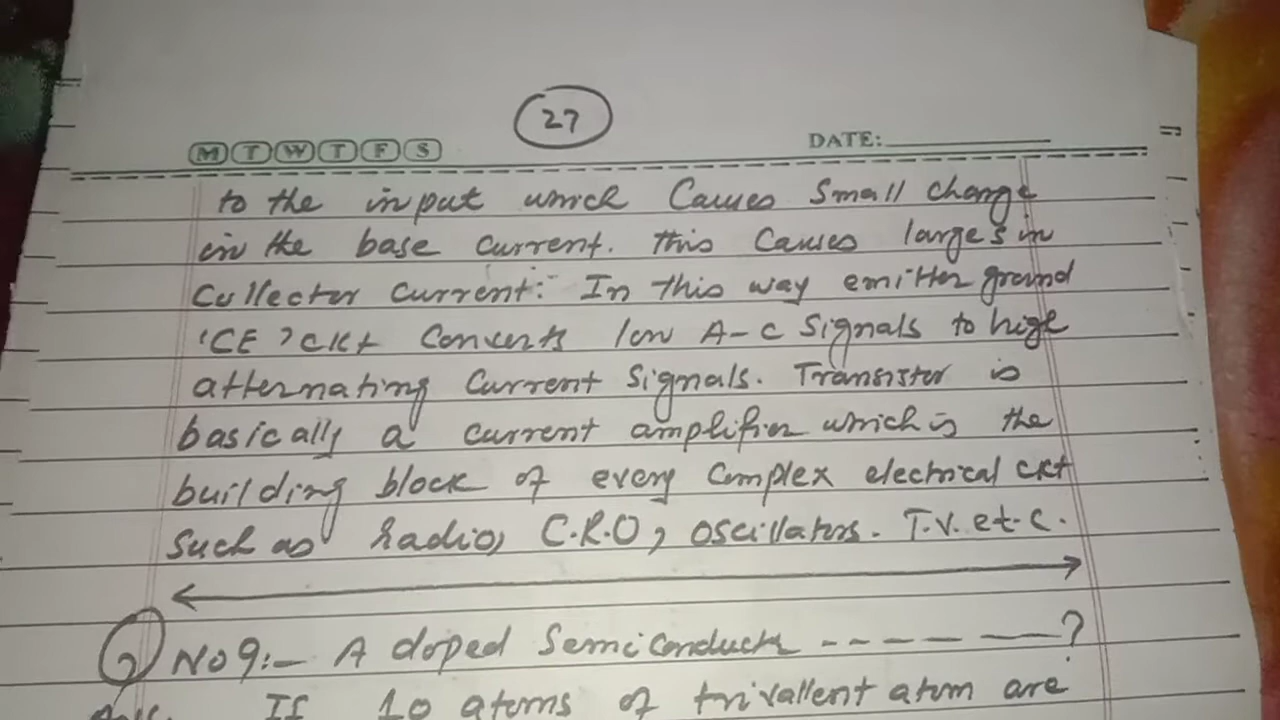 27
M T W T F S
DATE:
to the input which Causes Small change
in the base current. this Causes larges in
Collector Current: In this way emitter ground
'CE' ckt Converts low A-C Signals to high
alternating Current Signals. Transistor is
basically a current amplifier which is the
building block of every Complex electrical ckt
Such as radio, C.R.O, oscillators. T.V. e.t.c.
Q No 9:- A doped Semiconductor ----- ?
If 10 atoms of trivallent atom are